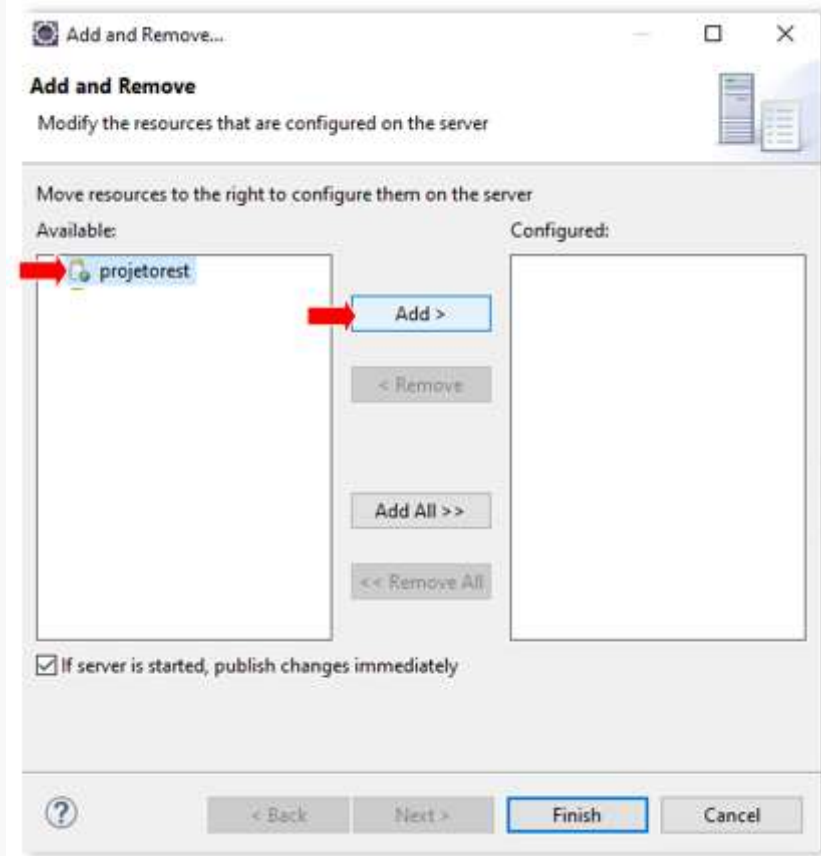 Add and Remove...
Add and Remove
Modify the resources that are configured on the server
Move resources to the right to configure them on the server
Available:
Configured:
projetorest
Add >
< Remove
Add All >>
<< Remove All
If server is started, publish changes immediately
?
< Back
Next >
Finish
Cancel